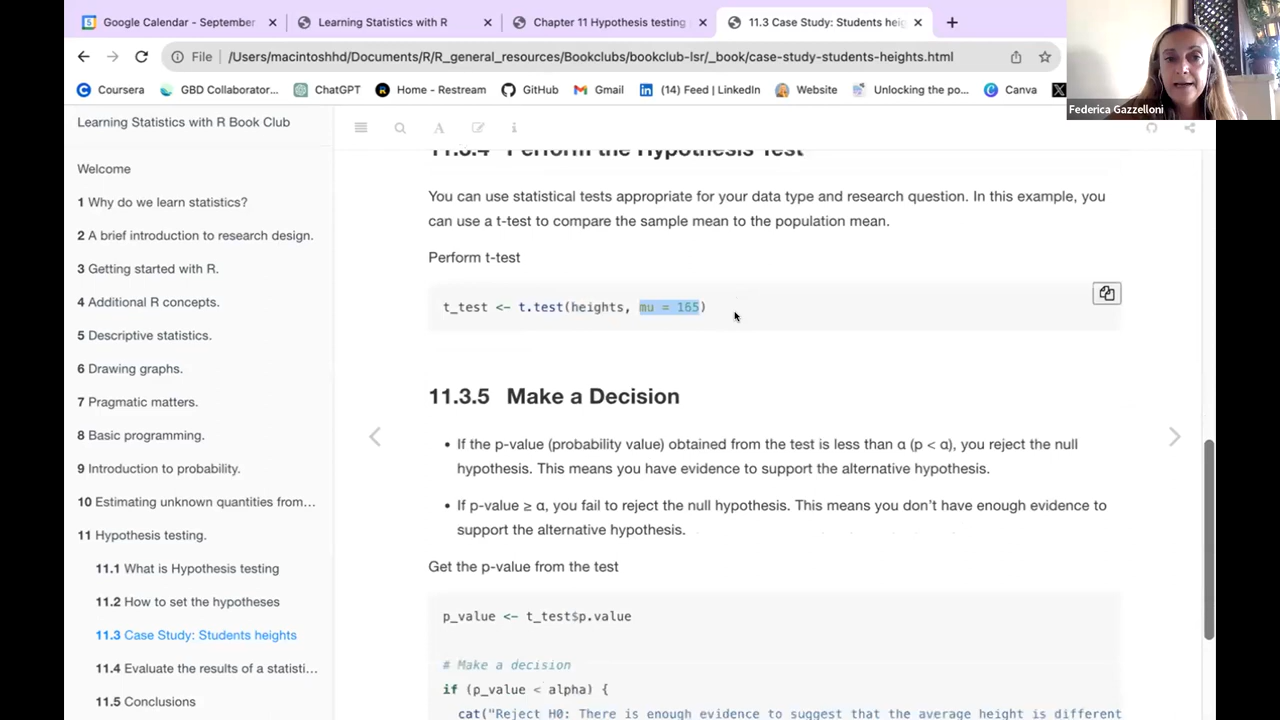 Google Calendar - September
Learning Statistics with R
Chapter 11 Hypothesis testing
11.3 Case Study: Students heig
File
/Users/macintoshhd/Documents/R/R_general_resources/Bookclubs/bookclub-lsr/_book/case-study-students-heights.html
Coursera
GBD Collaborator...
ChatGPT
Home - Restream
GitHub
Gmail
(14) Feed | LinkedIn
Website
Unlocking the po...
Canva
Federica Gazzelloni
Learning Statistics with R Book Club
Welcome
1 Why do we learn statistics?
2 A brief introduction to research design.
3 Getting started with R.
4 Additional R concepts.
5 Descriptive statistics.
6 Drawing graphs.
7 Pragmatic matters.
8 Basic programming.
9 Introduction to probability.
10 Estimating unknown quantities from...
11 Hypothesis testing.
11.1 What is Hypothesis testing
11.2 How to set the hypotheses
11.3 Case Study: Students heights
11.4 Evaluate the results of a statisti...
11.5 Conclusions
11.3.4 Perform the Hypothesis Test
You can use statistical tests appropriate for your data type and research question. In this example, you
can use a t-test to compare the sample mean to the population mean.
Perform t-test
t_test <- t.test(heights, mu = 165)
11.3.5 Make a Decision
• If the p-value (probability value) obtained from the test is less than α (p < α), you reject the null
hypothesis. This means you have evidence to support the alternative hypothesis.
• If p-value ≥ α, you fail to reject the null hypothesis. This means you don't have enough evidence to
support the alternative hypothesis.
Get the p-value from the test
p_value <- t_test$p.value
# Make a decision
if (p_value < alpha) {
cat("Reject H0: There is enough evidence to suggest that the average height is different